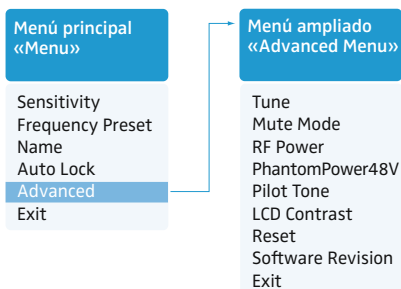 Menú principal
«Menu»
Sensitivity
Frequency Preset
Name
Auto Lock
Advanced
Exit
Menú ampliado
«Advanced Menu»
Tune
Mute Mode
RF Power
PhantomPower48V
Pilot Tone
LCD Contrast
Reset
Software Revision
Exit